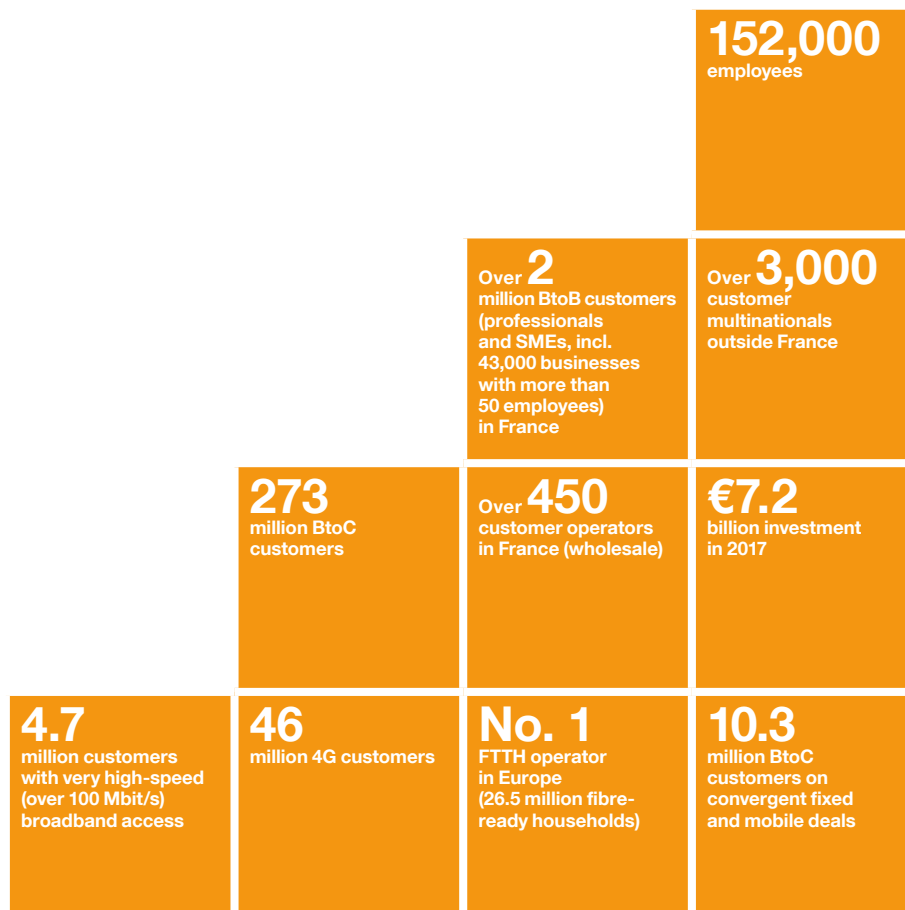 152,000
employees
Over 2
million BtoB customers
(professionals
and SMEs, incl.
43,000 businesses
with more than
50 employees)
in France
Over 3,000
customer
multinationals
outside France
273
million BtoC
customers
Over 450
customer operators
in France (wholesale)
€7.2
billion investment
in 2017
4.7
million customers
with very high-speed
(over 100 Mbit/s)
broadband access
46
million 4G customers
No. 1
FTTH operator
in Europe
(26.5 million fibre-
ready households)
10.3
million BtoC
customers on
convergent fixed
and mobile deals